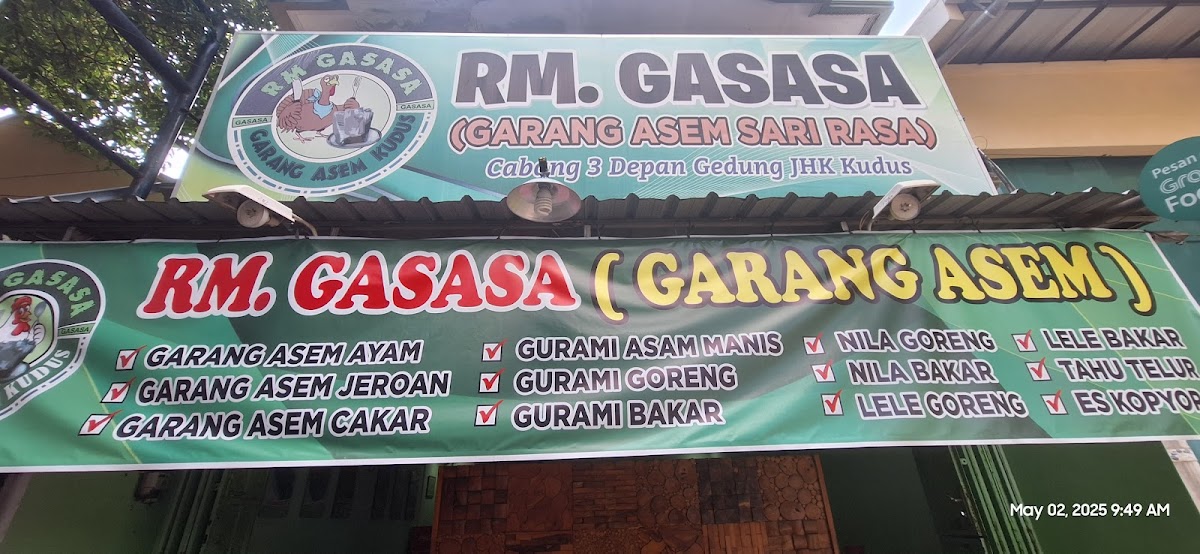 RM GASASA
GASASA GASASA
GARANG ASEM KUDUS
RM. GASASA
(GARANG ASEM SARI RASA)
Cabang 3 Depan Gedung JHK Kudus
Pesan
GASASA
GASASA
KUDUS
RM. GASASA (GARANG ASEM)
GARANG ASEM AYAM
GARANG ASEM JEROAN
GARANG ASEM CAKAR
GURAMI ASAM MANIS
GURAMI GORENG
GURAMI BAKAR
NILA GORENG
NILA BAKAR
LELE GORENG
LELE BAKAR
TAHU TELUR
ES KOPYOR
May 02, 2025 9:49 AM